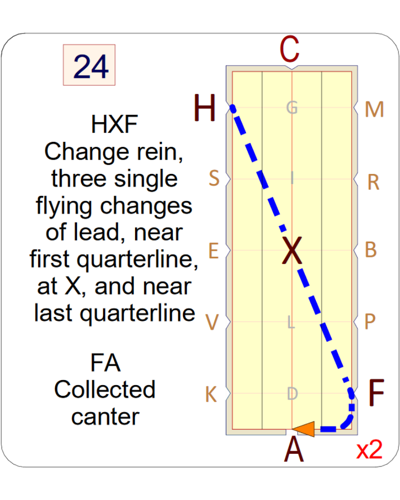 24
C
H
G
M
HXF
Change rein,
three single
flying changes
of lead, near
first quarterline,
at X, and near
last quarterline
S
I
R
E
X
B
V
L
P
FA
Collected
canter
K
D
F
A
x2